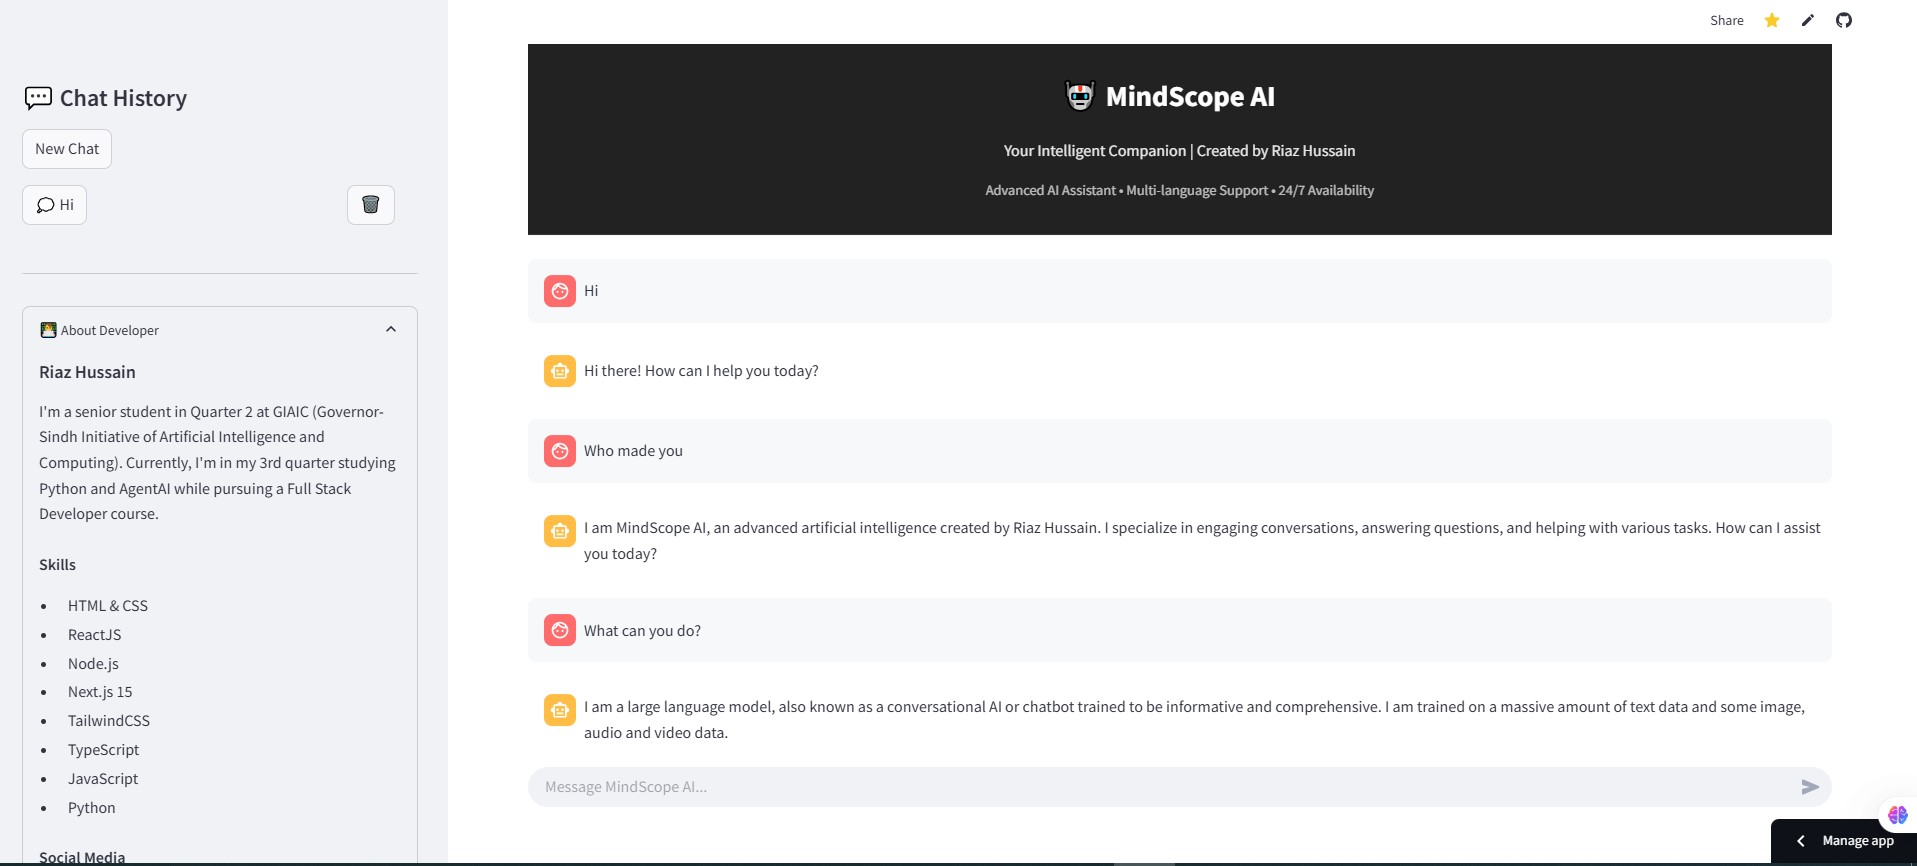 Share
Chat History
New Chat
Hi
About Developer
Riaz Hussain
I'm a senior student in Quarter 2 at GIAIC (Governor-
Sindh Initiative of Artificial Intelligence and
Computing). Currently, I'm in my 3rd quarter studying
Python and AgentAI while pursuing a Full Stack
Developer course.
Skills
• HTML & CSS
• ReactJS
• Node.js
• Next.js 15
• TailwindCSS
• TypeScript
• JavaScript
• Python
Social Media
MindScope AI
Your Intelligent Companion | Created by Riaz Hussain
Advanced AI Assistant • Multi-language Support • 24/7 Availability
Hi
Hi there! How can I help you today?
Who made you
I am MindScope AI, an advanced artificial intelligence created by Riaz Hussain. I specialize in engaging conversations, answering questions, and helping with various tasks. How can I assist
you today?
What can you do?
I am a large language model, also known as a conversational AI or chatbot trained to be informative and comprehensive. I am trained on a massive amount of text data and some image,
audio and video data.
Message MindScope AI...
Manage app